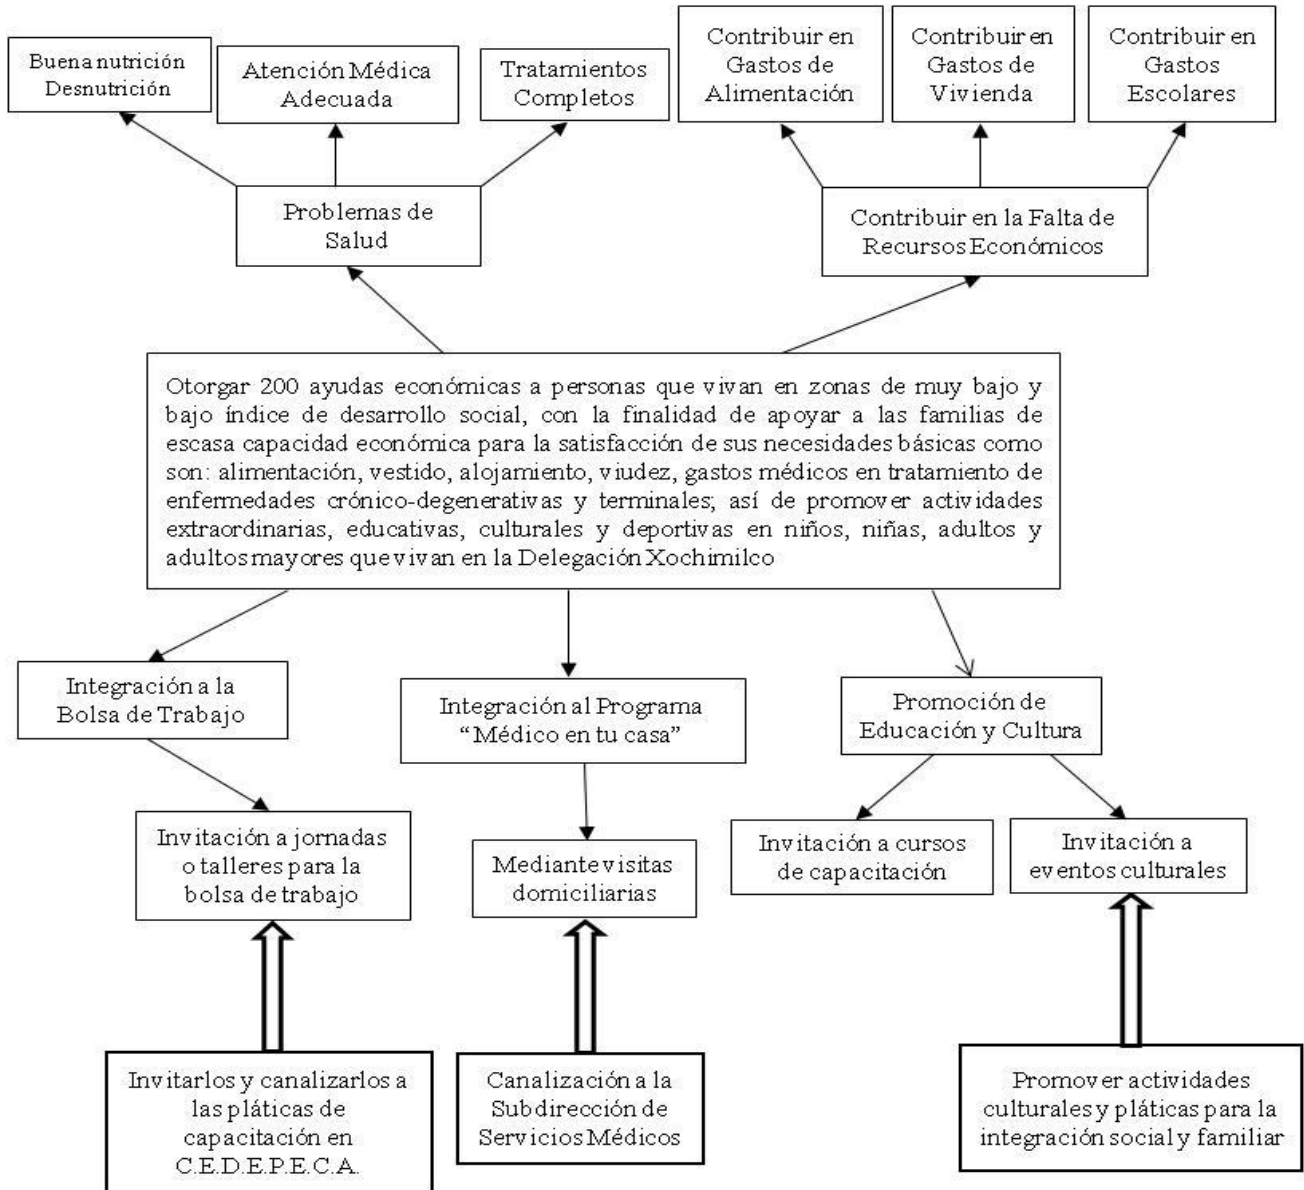 Buena nutrición
Desnutrición
Atención Médica
Adecuada
Tratamientos
Completos
Contribuir en
Gastos de
Alimentación
Contribuir en
Gastos de
Vivienda
Contribuir en
Gastos
Escolares
Problemas de
Salud
Contribuir en la Falta de
Recursos Económicos
Otorgar 200 ayudas económicas a personas que vivan en zonas de muy bajo y
bajo índice de desarrollo social, con la finalidad de apoyar a las familias de
escasa capacidad económica para la satisfacción de sus necesidades básicas como
son: alimentación, vestido, alojamiento, viudez, gastos médicos en tratamiento de
enfermedades crónico-degenerativas y terminales; así de promover actividades
extraordinarias, educativas, culturales y deportivas en niños, niñas, adultos y
adultos mayores que vivan en la Delegación Xochimilco
Integración a la
Bolsa de Trabajo
Integración al Programa
“Médico en tu casa”
Promoción de
Educación y Cultura
Invitación a jornadas
o talleres para la
bolsa de trabajo
Mediante visitas
domiciliarias
Invitación a cursos
de capacitación
Invitación a
eventos culturales
Invitarlos y canalizarlos a
las pláticas de
capacitación en
C.E.D.E.P.E.C.A.
Canalización a la
Subdirección de
Servicios Médicos
Promover actividades
culturales y pláticas para la
integración social y familiar